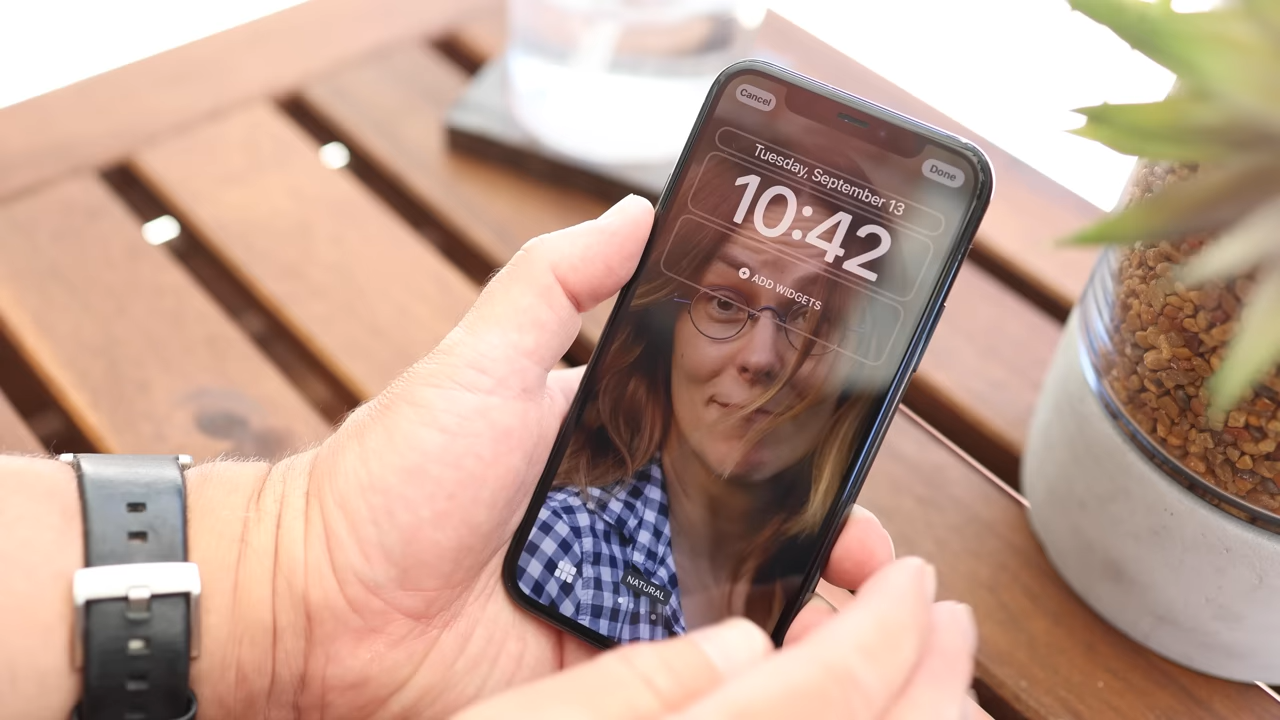 Cancel
Done
Tuesday, September 13
10:42
ADD WIDGETS
NATURAL